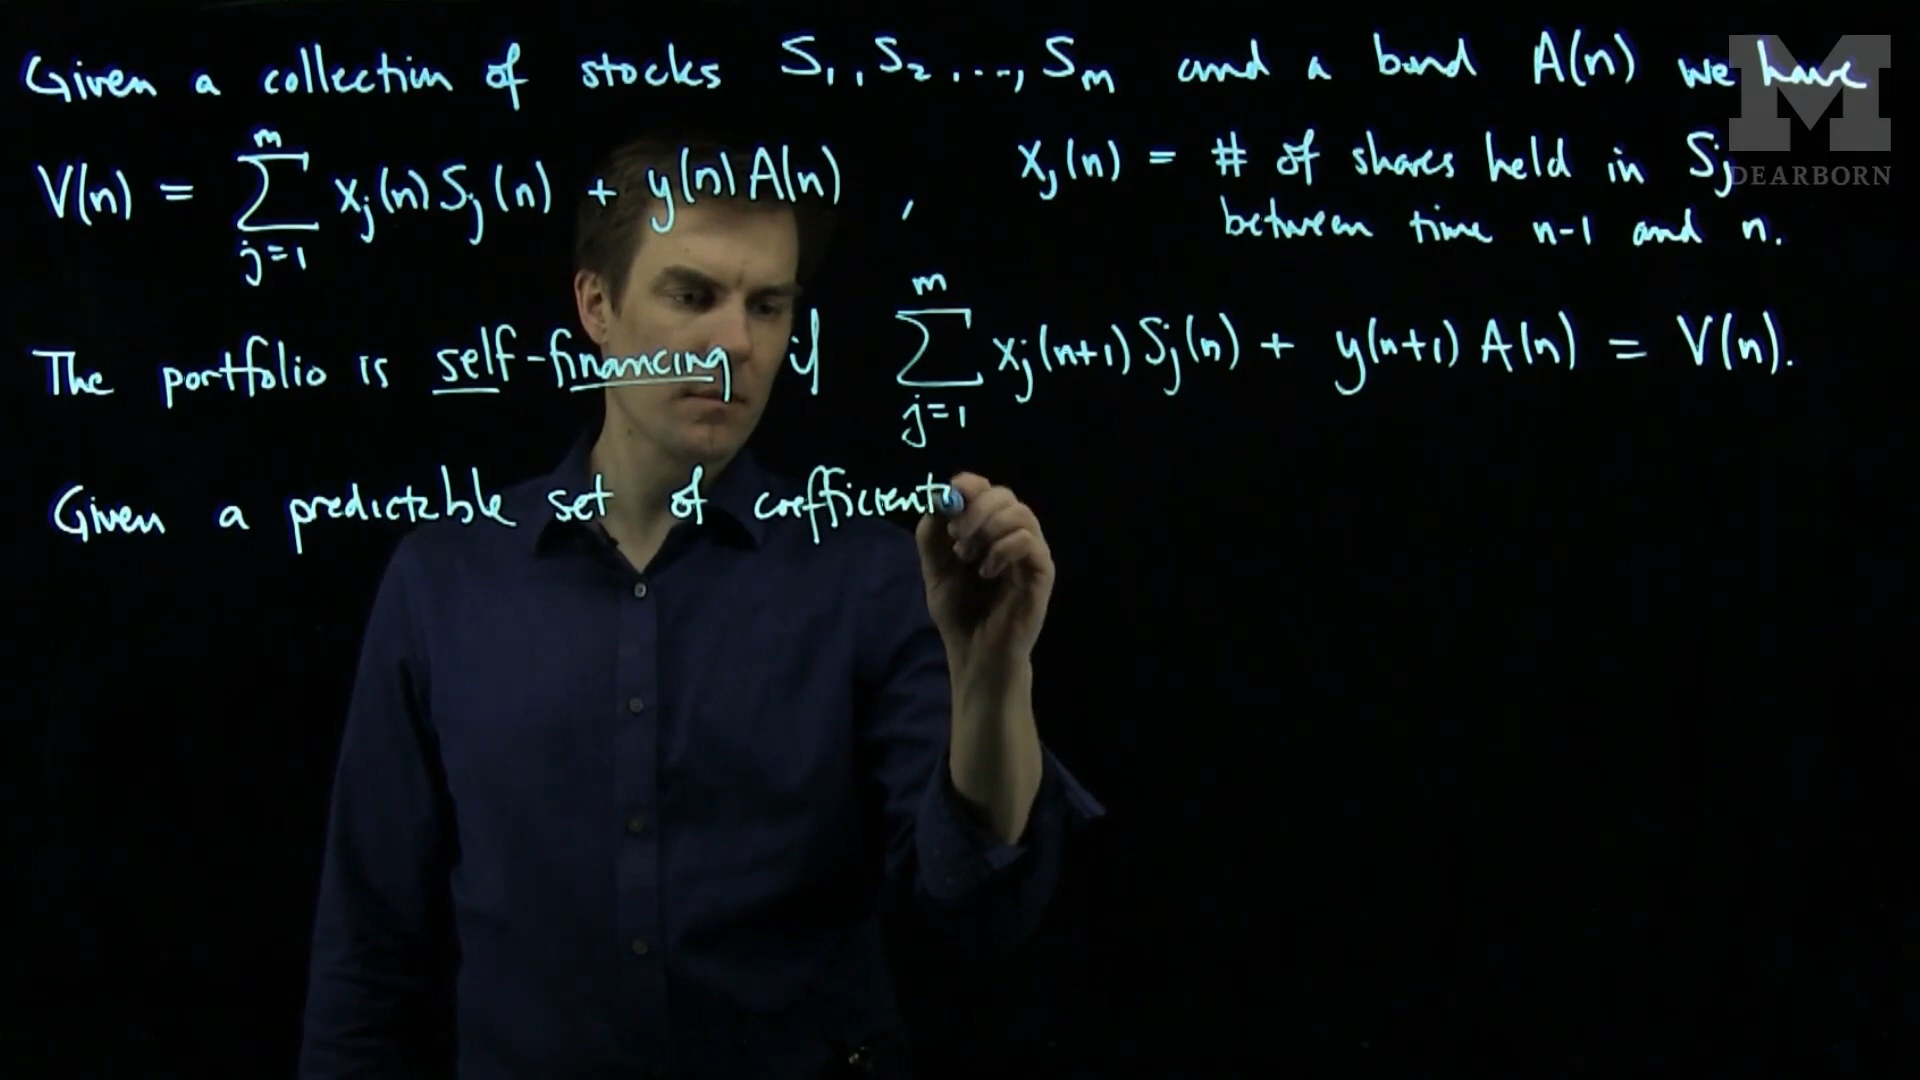 Given a collection of stocks S₁, S₂, ..., Sₘ and a bond A(n) we have
V(n) = ∑_{j=1}^{m} xⱼ(n) Sⱼ(n) + y(n) A(n) , xⱼ(n) = # of shares held in Sⱼ
between time n-1 and n.
The portfolio is self-financing if ∑_{j=1}^{m} xⱼ(n+1) Sⱼ(n) + y(n+1) A(n) = V(n).
Given a predictable set of coefficients
M
DEARBORN